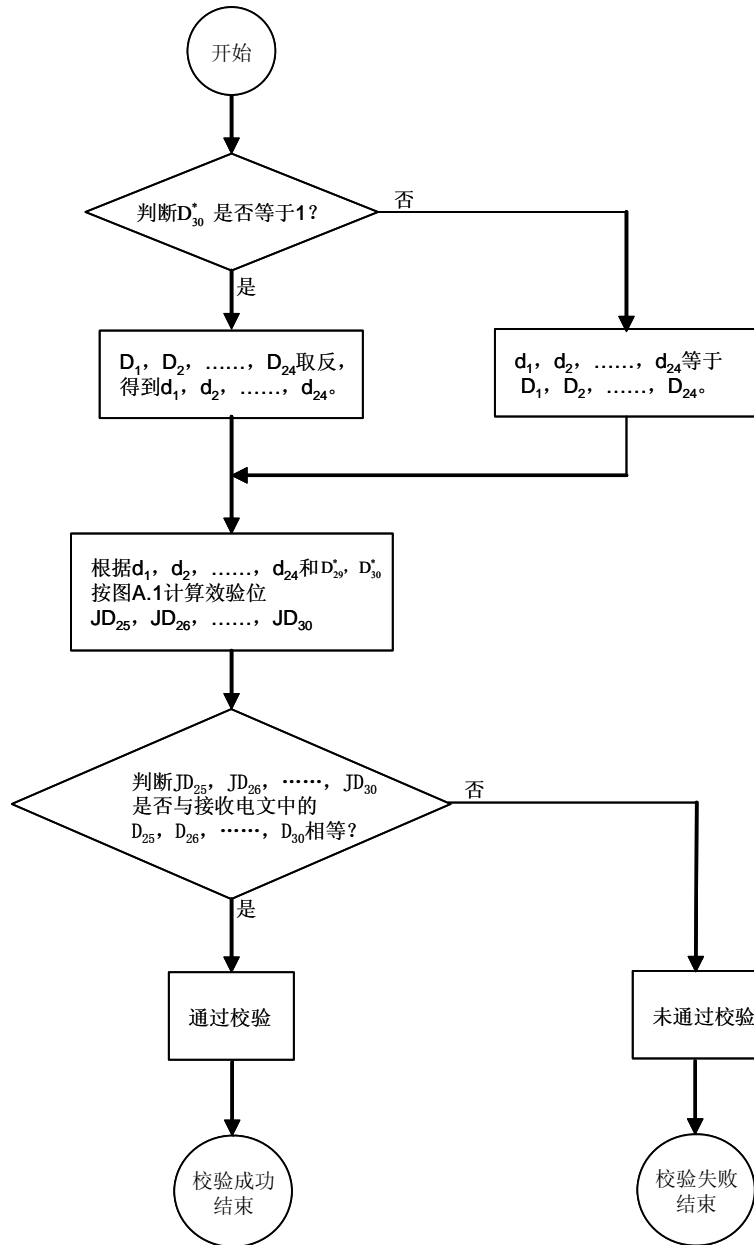 开始
判断D*30 是否等于1?
否
是
D1，D2，……，D24取反，
得到d1，d2，……，d24。
d1，d2，……，d24等于
D1，D2，……，D24。
根据d1，d2，……，d24和D*29，D*30
按图A.1计算效验位
JD25，JD26，……，JD30
判断JD25，JD26，……，JD30
是否与接收电文中的
D25，D26，……，D30相等?
否
是
通过校验
未通过校验
校验成功
结束
校验失败
结束